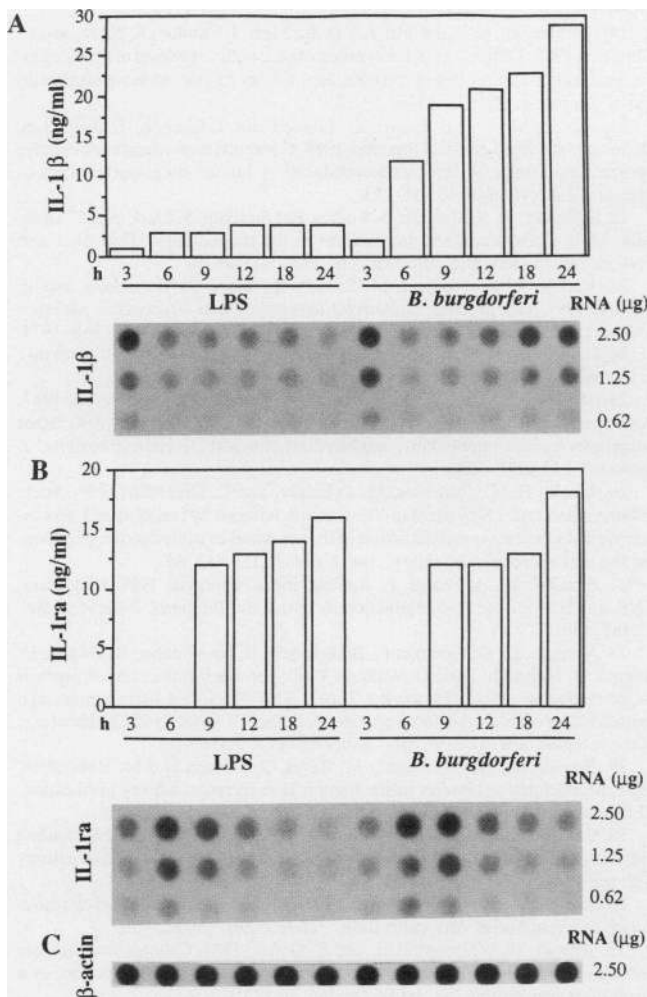 A
30
25
20
15
10
5
0
IL-1β (ng/ml)
h 3 6 9 12 18 24 3 6 9 12 18 24
LPS B. burgdorferi RNA (μg)
IL-1β
2.50
1.25
0.62
B
20
15
10
5
0
IL-1ra (ng/ml)
h 3 6 9 12 18 24 3 6 9 12 18 24
LPS B. burgdorferi
RNA (μg)
IL-1ra
2.50
1.25
0.62
C
RNA (μg)
β-actin
2.50